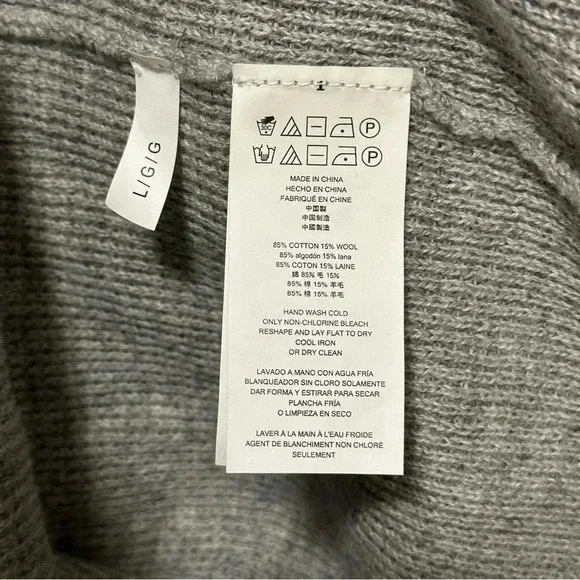 L/G/G
MADE IN CHINA
HECHO EN CHINA
FABRIQUÉ EN CHINE
中国製
中国制造
中國製造
85% COTTON 15% WOOL
85% algodón 15% lana
85% COTON 15% LAINE
綿 85% 毛 15%
85% 棉 15% 羊毛
85% 棉 15% 羊毛
HAND WASH COLD
ONLY NON-CHLORINE BLEACH
RESHAPE AND LAY FLAT TO DRY
COOL IRON
OR DRY CLEAN
LAVADO A MANO CON AGUA FRÍA
BLANQUEADOR SIN CLORO SOLAMENTE
DAR FORMA Y ESTIRAR PARA SECAR
PLANCHA FRÍA
O LIMPIEZA EN SECO
LAVER À LA MAIN À L'EAU FROIDE
AGENT DE BLANCHIMENT NON CHLORÉ
SEULEMENT